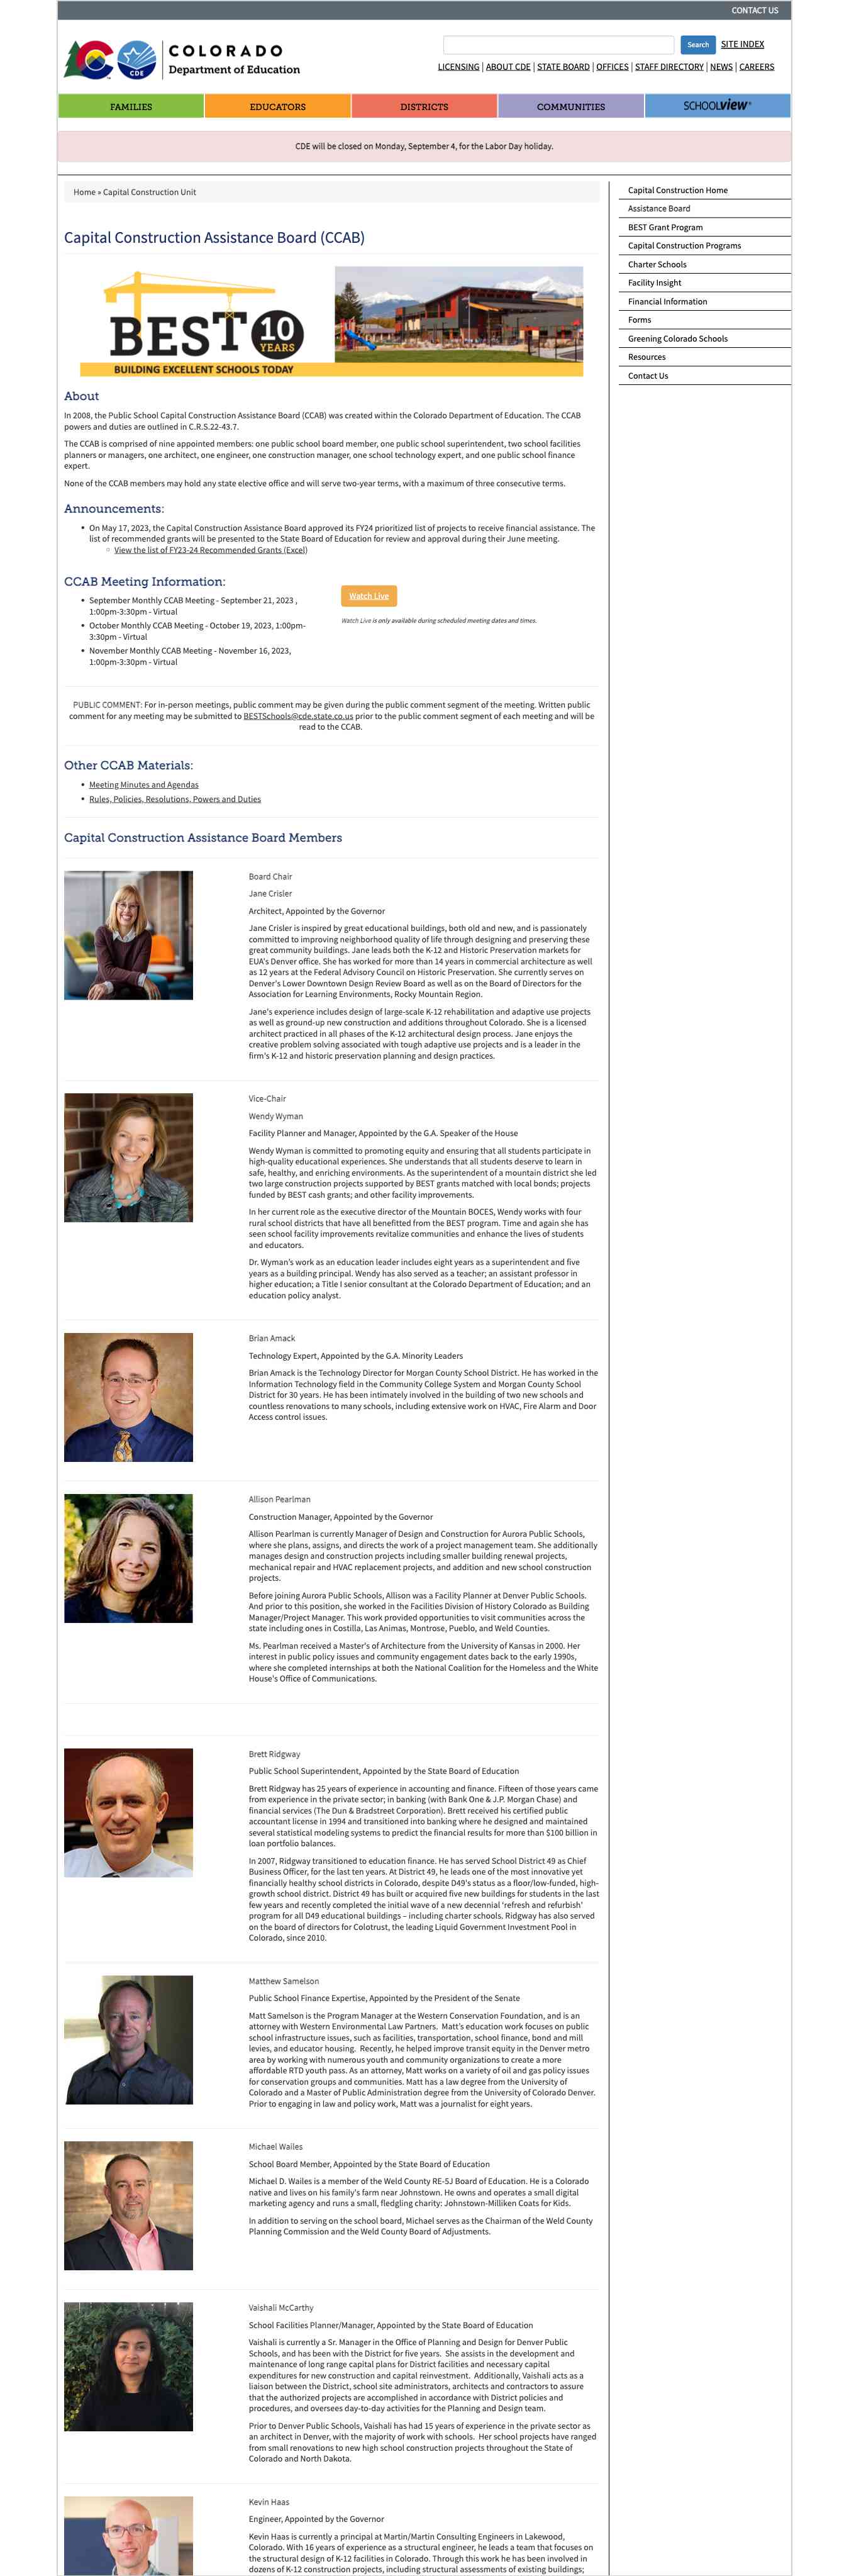 CONTACT US
COLORADO
Department of Education
CDE
Search
SITE INDEX
LICENSING | ABOUT CDE | STATE BOARD | OFFICES | STAFF DIRECTORY | NEWS | CAREERS
FAMILIES
EDUCATORS
DISTRICTS
COMMUNITIES
SCHOOLVIEW®
CDE will be closed on Monday, September 4, for the Labor Day holiday.
Home » Capital Construction Unit
Capital Construction Home
Assistance Board
BEST Grant Program
Capital Construction Programs
Charter Schools
Facility Insight
Financial Information
Forms
Greening Colorado Schools
Resources
Contact Us
Capital Construction Assistance Board (CCAB)
BEST 10
YEARS
BUILDING EXCELLENT SCHOOLS TODAY
About
In 2008, the Public School Capital Construction Assistance Board (CCAB) was created within the Colorado Department of Education. The CCAB
powers and duties are outlined in C.R.S.22-43.7.
The CCAB is comprised of nine appointed members: one public school board member, one public school superintendent, two school facilities
planners or managers, one architect, one engineer, one construction manager, one school technology expert, and one public school finance
expert.
None of the CCAB members may hold any state elective office and will serve two-year terms, with a maximum of three consecutive terms.
Announcements:
• On May 17, 2023, the Capital Construction Assistance Board approved its FY24 prioritized list of projects to receive financial assistance. The
list of recommended grants will be presented to the State Board of Education for review and approval during their June meeting.
○ View the list of FY23-24 Recommended Grants (Excel)
CCAB Meeting Information:
• September Monthly CCAB Meeting - September 21, 2023 ,
1:00pm-3:30pm - Virtual
• October Monthly CCAB Meeting - October 19, 2023, 1:00pm-
3:30pm - Virtual
• November Monthly CCAB Meeting - November 16, 2023,
1:00pm-3:30pm - Virtual
Watch Live
Watch Live is only available during scheduled meeting dates and times.
PUBLIC COMMENT: For in-person meetings, public comment may be given during the public comment segment of the meeting. Written public
comment for any meeting may be submitted to BESTSchools@cde.state.co.us prior to the public comment segment of each meeting and will be
read to the CCAB.
Other CCAB Materials:
• Meeting Minutes and Agendas
• Rules, Policies, Resolutions, Powers and Duties
Capital Construction Assistance Board Members
Board Chair
Jane Crisler
Architect, Appointed by the Governor
Jane Crisler is inspired by great educational buildings, both old and new, and is passionately
committed to improving neighborhood quality of life through designing and preserving these
great community buildings. Jane leads both the K-12 and Historic Preservation markets for
EUA's Denver office. She has worked for more than 14 years in commercial architecture as well
as 12 years at the Federal Advisory Council on Historic Preservation. She currently serves on
Denver's Lower Downtown Design Review Board as well as on the Board of Directors for the
Association for Learning Environments, Rocky Mountain Region.
Jane's experience includes design of large-scale K-12 rehabilitation and adaptive use projects
as well as ground-up new construction and additions throughout Colorado. She is a licensed
architect practiced in all phases of the K-12 architectural design process. Jane enjoys the
creative problem solving associated with tough adaptive use projects and is a leader in the
firm's K-12 and historic preservation planning and design practices.
Vice-Chair
Wendy Wyman
Facility Planner and Manager, Appointed by the G.A. Speaker of the House
Wendy Wyman is committed to promoting equity and ensuring that all students participate in
high-quality educational experiences. She understands that all students deserve to learn in
safe, healthy, and enriching environments. As the superintendent of a mountain district she led
two large construction projects supported by BEST grants matched with local bonds; projects
funded by BEST cash grants; and other facility improvements.
In her current role as the executive director of the Mountain BOCES, Wendy works with four
rural school districts that have all benefitted from the BEST program. Time and again she has
seen school facility improvements revitalize communities and enhance the lives of students
and educators.
Dr. Wyman's work as an education leader includes eight years as a superintendent and five
years as a building principal. Wendy has also served as a teacher; an assistant professor in
higher education; a Title I senior consultant at the Colorado Department of Education; and an
education policy analyst.
Brian Amack
Technology Expert, Appointed by the G.A. Minority Leaders
Brian Amack is the Technology Director for Morgan County School District. He has worked in the
Information Technology field in the Community College System and Morgan County School
District for 30 years. He has been intimately involved in the building of two new schools and
countless renovations to many schools, including extensive work on HVAC, Fire Alarm and Door
Access control issues.
Allison Pearlman
Construction Manager, Appointed by the Governor
Allison Pearlman is currently Manager of Design and Construction for Aurora Public Schools,
where she plans, assigns, and directs the work of a project management team. She additionally
manages design and construction projects including smaller building renewal projects,
mechanical repair and HVAC replacement projects, and addition and new school construction
projects.
Before joining Aurora Public Schools, Allison was a Facility Planner at Denver Public Schools.
And prior to this position, she worked in the Facilities Division of History Colorado as Building
Manager/Project Manager. This work provided opportunities to visit communities across the
state including ones in Costilla, Las Animas, Montrose, Pueblo, and Weld Counties.
Ms. Pearlman received a Master's of Architecture from the University of Kansas in 2000. Her
interest in public policy issues and community engagement dates back to the early 1990s,
where she completed internships at both the National Coalition for the Homeless and the White
House's Office of Communications.
Brett Ridgway
Public School Superintendent, Appointed by the State Board of Education
Brett Ridgway has 25 years of experience in accounting and finance. Fifteen of those years came
from experience in the private sector; in banking (with Bank One & J.P. Morgan Chase) and
financial services (The Dun & Bradstreet Corporation). Brett received his certified public
accountant license in 1994 and transitioned into banking where he designed and maintained
several statistical modeling systems to predict the financial results for more than $100 billion in
loan portfolio balances.
In 2007, Ridgway transitioned to education finance. He has served School District 49 as Chief
Business Officer, for the last ten years. At District 49, he leads one of the most innovative yet
financially healthy school districts in Colorado, despite D49's status as a floor/low-funded, high-
growth school district. District 49 has built or acquired five new buildings for students in the last
few years and recently completed the initial wave of a new decennial 'refresh and refurbish'
program for all D49 educational buildings – including charter schools. Ridgway has also served
on the board of directors for Colotrust, the leading Liquid Government Investment Pool in
Colorado, since 2010.
Matthew Samelson
Public School Finance Expertise, Appointed by the President of the Senate
Matt Samelson is the Program Manager at the Western Conservation Foundation, and is an
attorney with Western Environmental Law Partners.  Matt's education work focuses on public
school infrastructure issues, such as facilities, transportation, school finance, bond and mill
levies, and educator housing.  Recently, he helped improve transit equity in the Denver metro
area by working with numerous youth and community organizations to create a more
affordable RTD youth pass. As an attorney, Matt works on a variety of oil and gas policy issues
for conservation groups and communities. Matt has a law degree from the University of
Colorado and a Master of Public Administration degree from the University of Colorado Denver.
Prior to engaging in law and policy work, Matt was a journalist for eight years.
Michael Wailes
School Board Member, Appointed by the State Board of Education
Michael D. Wailes is a member of the Weld County RE-5J Board of Education. He is a Colorado
native and lives on his family's farm near Johnstown. He owns and operates a small digital
marketing agency and runs a small, fledgling charity: Johnstown-Milliken Coats for Kids.
In addition to serving on the school board, Michael serves as the Chairman of the Weld County
Planning Commission and the Weld County Board of Adjustments.
Vaishali McCarthy
School Facilities Planner/Manager, Appointed by the State Board of Education
Vaishali is currently a Sr. Manager in the Office of Planning and Design for Denver Public
Schools, and has been with the District for five years.  She assists in the development and
maintenance of long range capital plans for District facilities and necessary capital
expenditures for new construction and capital reinvestment.  Additionally, Vaishali acts as a
liaison between the District, school site administrators, architects and contractors to assure
that the authorized projects are accomplished in accordance with District policies and
procedures, and oversees day-to-day activities for the Planning and Design team.
Prior to Denver Public Schools, Vaishali has had 15 years of experience in the private sector as
an architect in Denver, with the majority of work with schools.  Her school projects have ranged
from small renovations to new high school construction projects throughout the State of
Colorado and North Dakota.
Kevin Haas
Engineer, Appointed by the Governor
Kevin Haas is currently a principal at Martin/Martin Consulting Engineers in Lakewood,
Colorado. With 16 years of experience as a structural engineer, he leads a team that focuses on
the structural design of K-12 facilities in Colorado. Through this work he has been involved in
dozens of K-12 construction projects, including structural assessments of existing buildings;